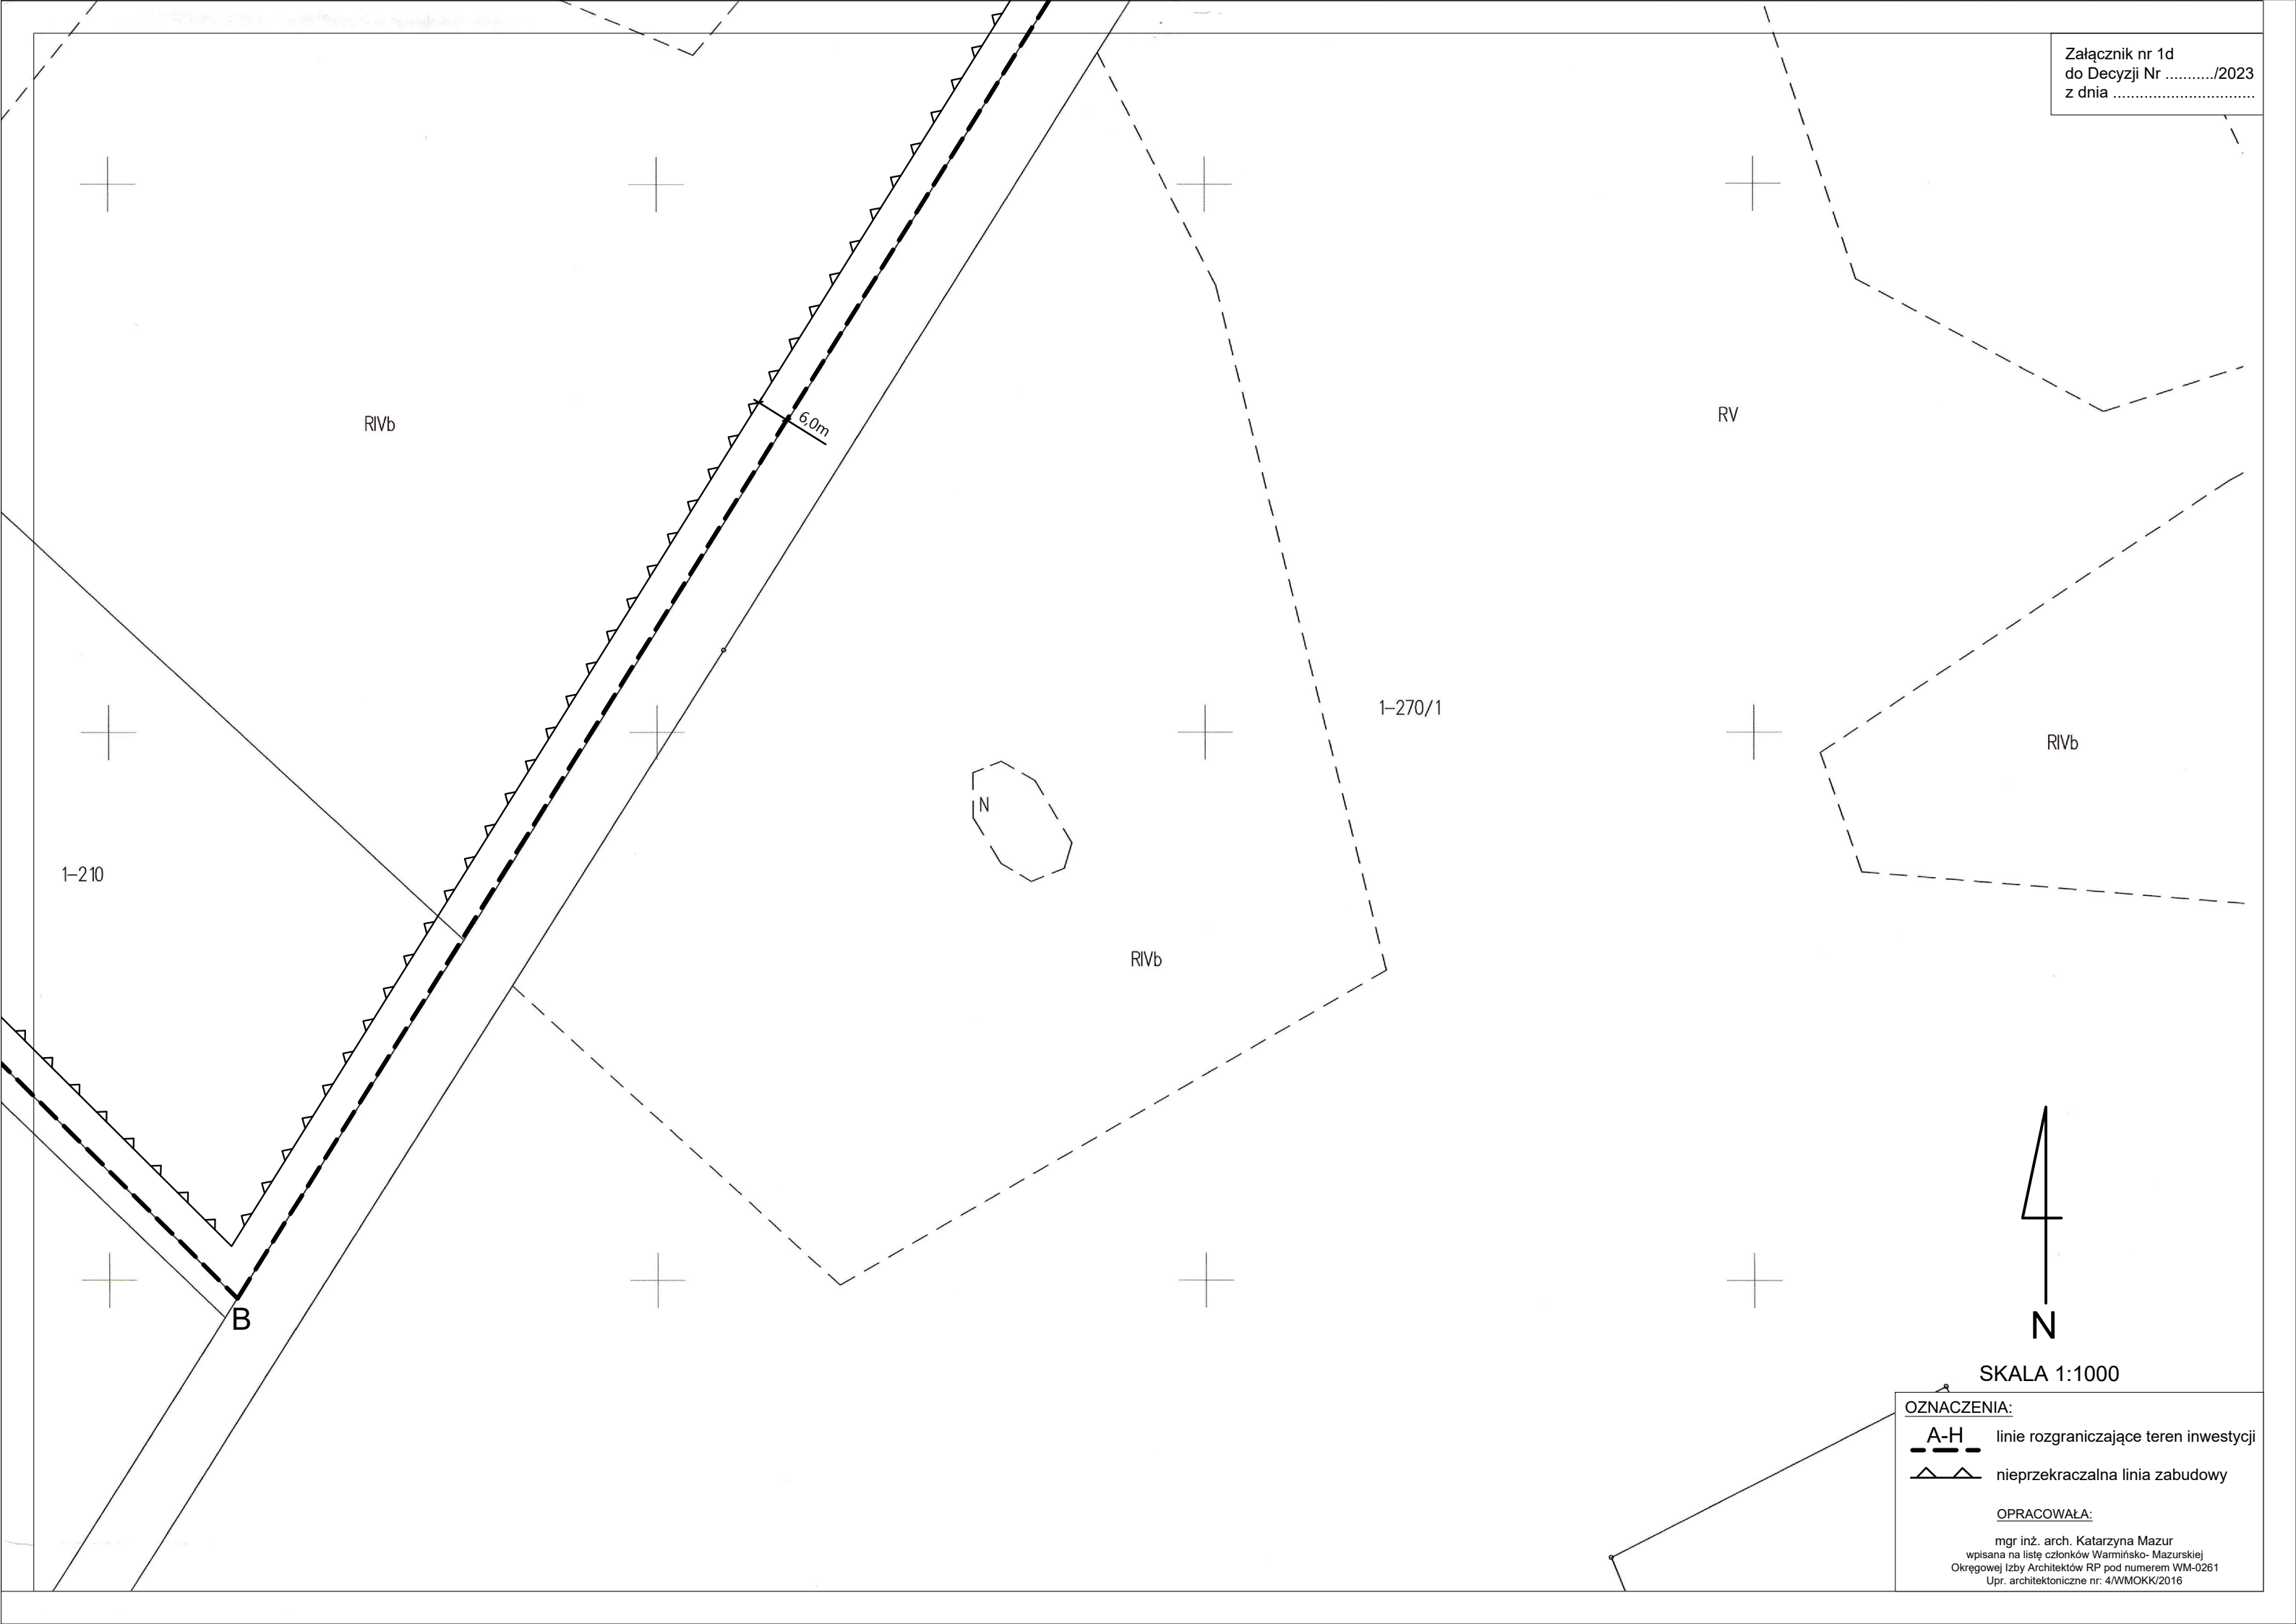 Załącznik nr 1d
do Decyzji Nr .........../2023
z dnia ................................
RIVb
6,0m
RV
1-270/1
RIVb
N
1-210
RIVb
B
N
SKALA 1:1000
OZNACZENIA:
A-H linie rozgraniczające teren inwestycji
nieprzekraczalna linia zabudowy
OPRACOWAŁA:
mgr inż. arch. Katarzyna Mazur
wpisana na listę członków Warmińsko- Mazurskiej
Okręgowej Izby Architektów RP pod numerem WM-0261
Upr. architektoniczne nr: 4/WMOKK/2016